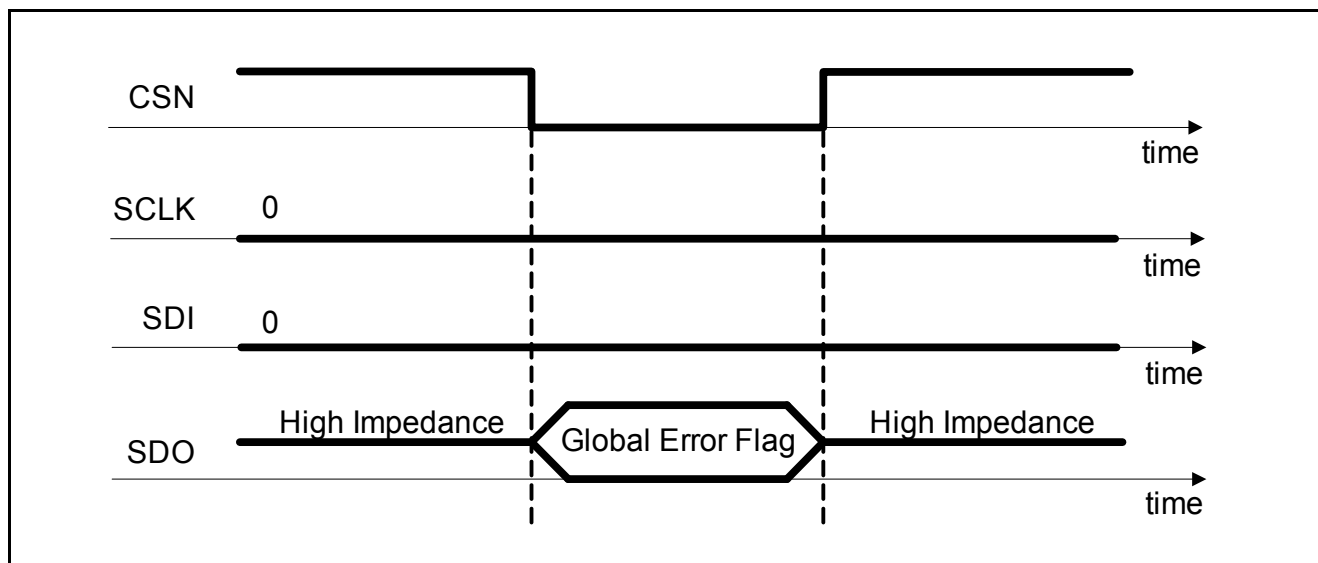 CSN
time
SCLK 0
time
SDI 0
time
High Impedance Global Error Flag High Impedance
SDO
time